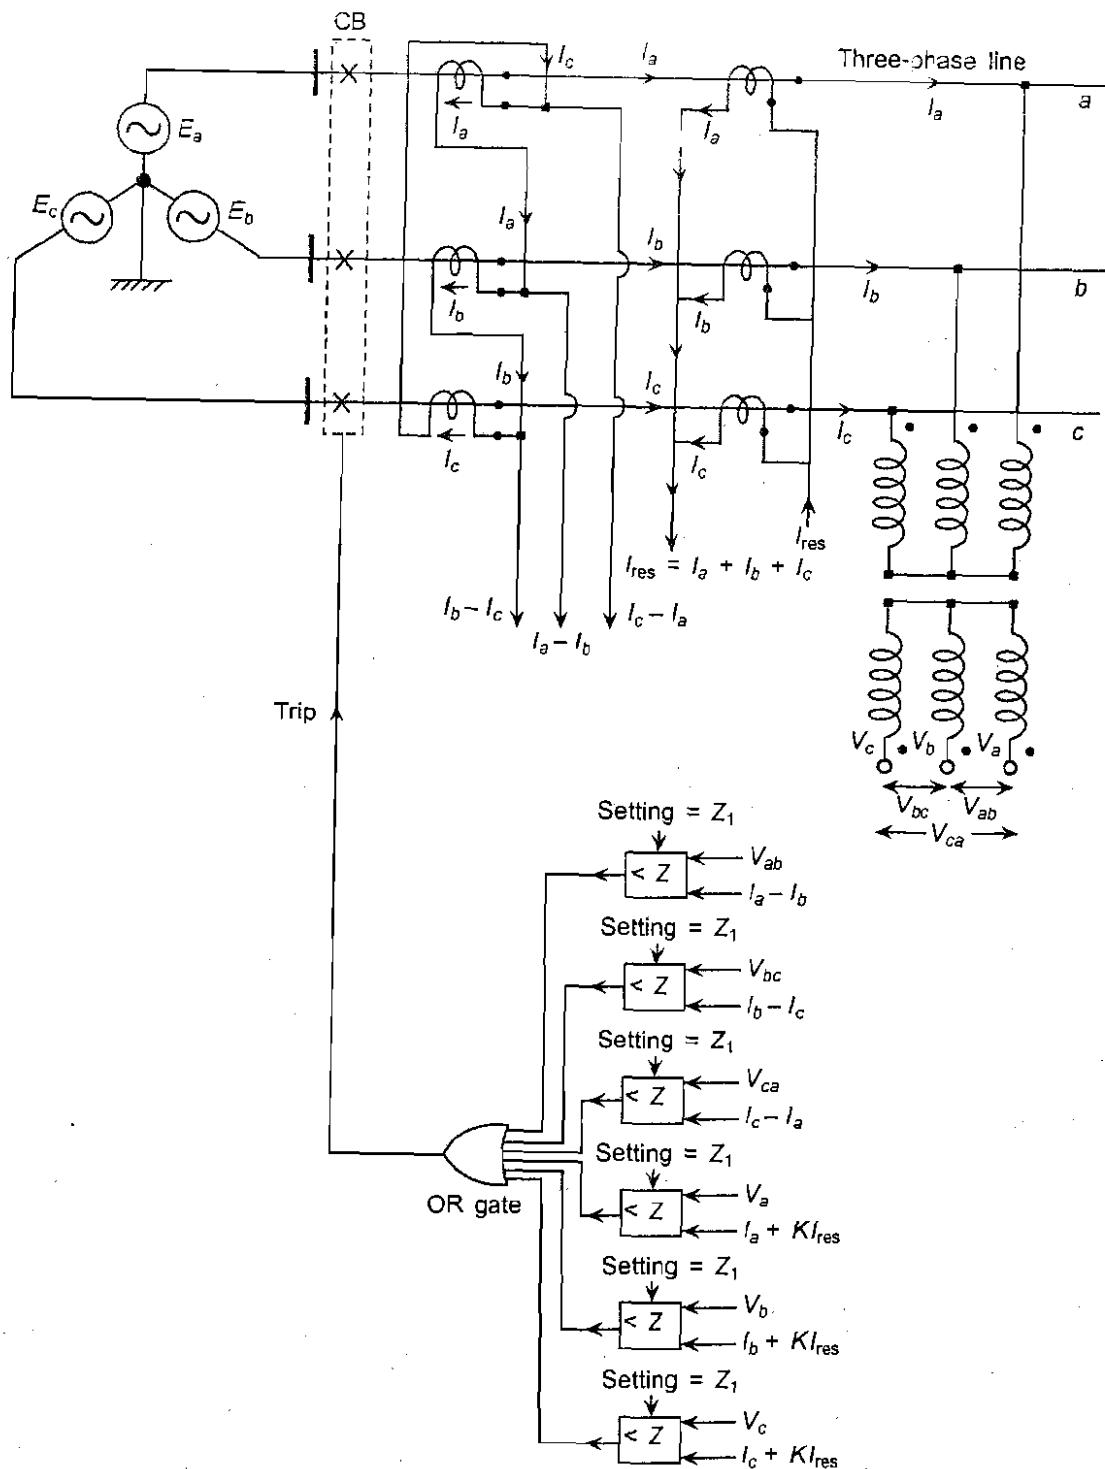 CB
I_c
I_a
Three-phase line
I_a
a
E_a
I_a
I_a
E_c
E_b
I_a
I_b
I_b
b
I_b
I_b
I_b
I_c
I_c
c
I_c
I_c
I_res
I_res = I_a + I_b + I_c
I_b – I_c
I_c – I_a
I_a – I_b
Trip
V_c
V_b
V_a
V_bc
V_ab
V_ca
Setting = Z_1
< Z
V_ab
I_a – I_b
Setting = Z_1
< Z
V_bc
I_b – I_c
Setting = Z_1
< Z
V_ca
I_c – I_a
Setting = Z_1
OR gate
< Z
V_a
I_a + KI_res
Setting = Z_1
< Z
V_b
I_b + KI_res
Setting = Z_1
< Z
V_c
I_c + KI_res